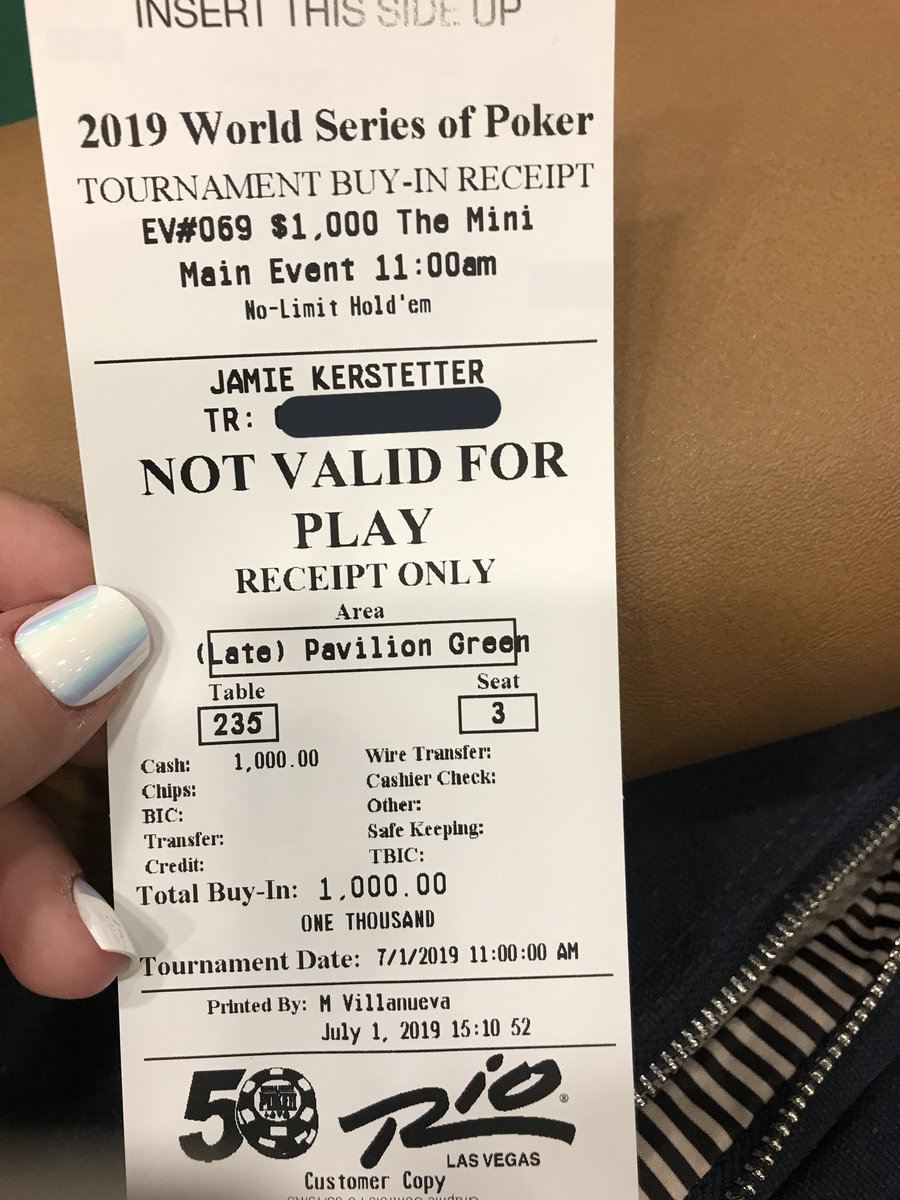 INSERT THIS SIDE UP
2019 World Series of Poker
TOURNAMENT BUY-IN RECEIPT
EV#069 $1,000 The Mini
Main Event 11:00am
No-Limit Hold'em
JAMIE KERSTETTER
TR:
NOT VALID FOR
PLAY
RECEIPT ONLY
Area
(Late) Pavilion Green
Table Seat
235 3
Cash: 1,000.00 Wire Transfer:
Chips: Cashier Check:
BIC: Other:
Transfer: Safe Keeping:
Credit: TBIC:
Total Buy-In: 1,000.00
ONE THOUSAND
Tournament Date: 7/1/2019 11:00:00 AM
Printed By: M Villanueva
July 1, 2019 15:10 52
50 Rio ®
LAS VEGAS
Customer Copy